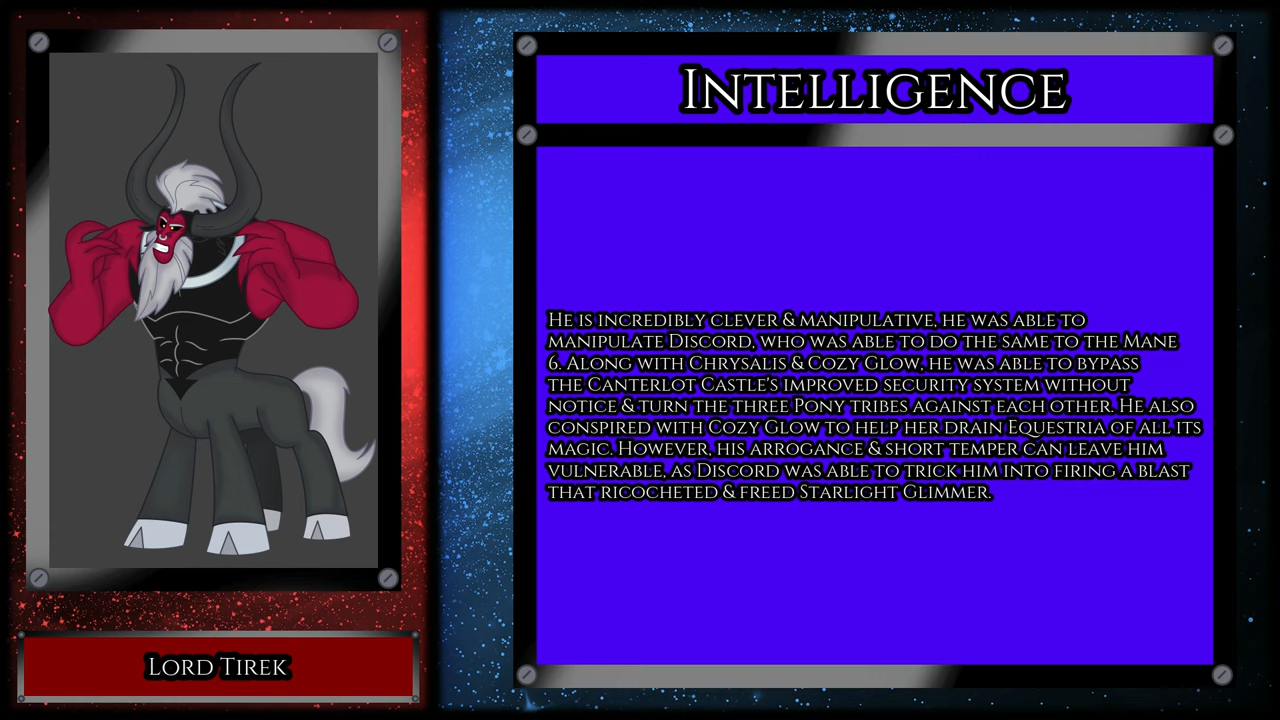 Intelligence
He is incredibly clever & manipulative, he was able to
manipulate Discord, who was able to do the same to the Mane
6. Along with Chrysalis & Cozy Glow, he was able to bypass
the Canterlot Castle's improved security system without
notice & turn the three Pony tribes against each other. He also
conspired with Cozy Glow to help her drain Equestria of all its
magic. However, his arrogance & short temper can leave him
vulnerable, as Discord was able to trick him into firing a blast
that ricocheted & freed Starlight Glimmer.
Lord Tirek